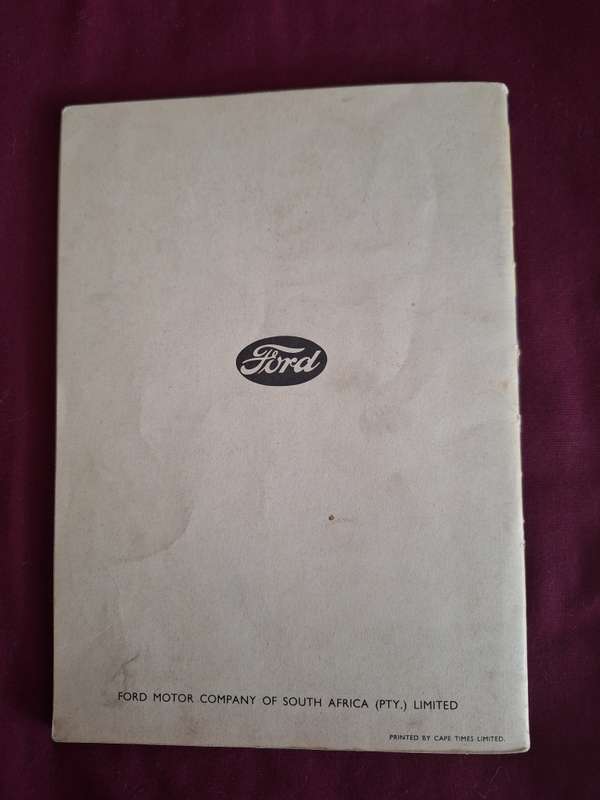 Ford
FORD MOTOR COMPANY OF SOUTH AFRICA (PTY.) LIMITED
PRINTED BY CAPE TIMES LIMITED.